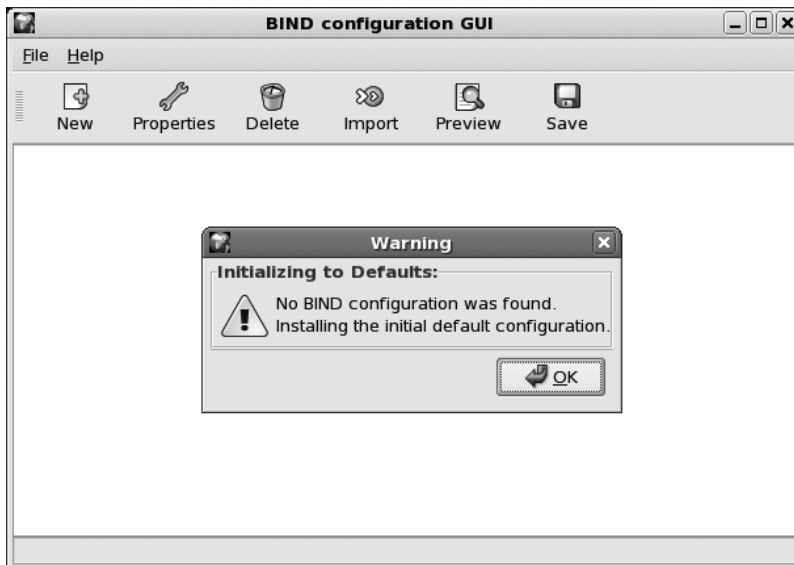 BIND configuration GUI
File Help
New Properties Delete Import Preview Save
Warning
Initializing to Defaults:
No BIND configuration was found.
Installing the initial default configuration.
OK